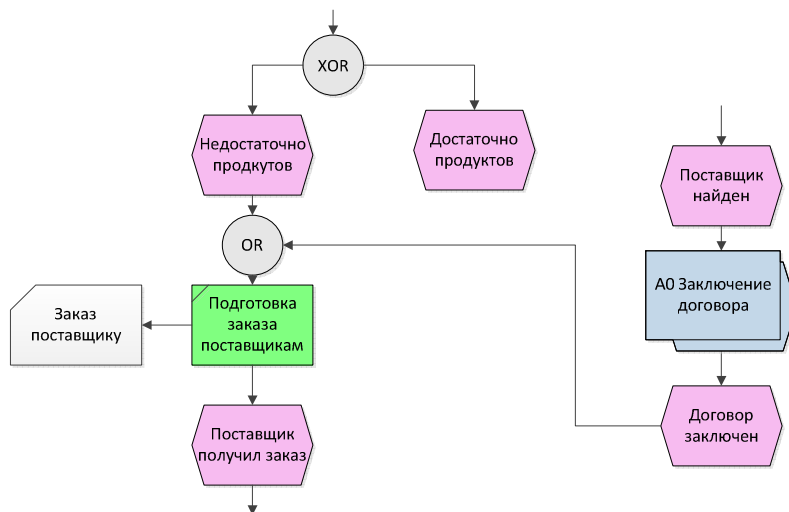 XOR
Недостаточно
продкутов
Достаточно
продуктов
Поставщик
найден
OR
А0 Заключение
договора
Подготовка
заказа
поставщикам
Заказ
поставщику
Договор
заключен
Поставщик
получил заказ